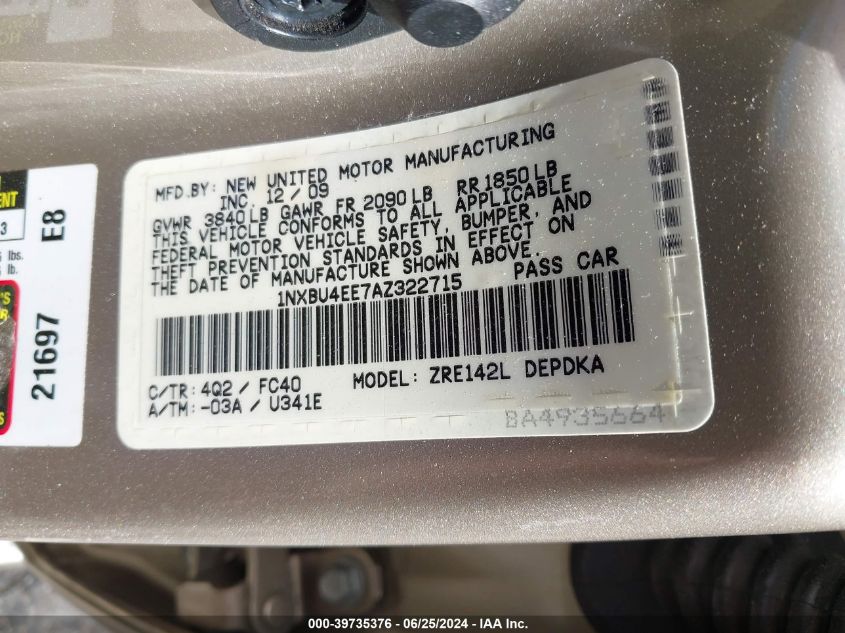 MFD.BY: NEW UNITED MOTOR MANUFACTURING
INC. 12 / 09
GVWR 3840 LB GAWR FR 2090 LB RR 1850 LB
THIS VEHICLE CONFORMS TO ALL APPLICABLE
FEDERAL MOTOR VEHICLE SAFETY, BUMPER, AND
THEFT PREVENTION STANDARDS IN EFFECT ON
THE DATE OF MANUFACTURE SHOWN ABOVE.
1NXBU4EE7AZ322715 PASS CAR
C/TR: 4Q2 / FC40 MODEL: ZRE142L DEPDKA
A/TM: -03A / U341E
BA4935664
21697 E8
3
lbs.
lb.
000-39735376 - 06/25/2024 - IAA Inc.